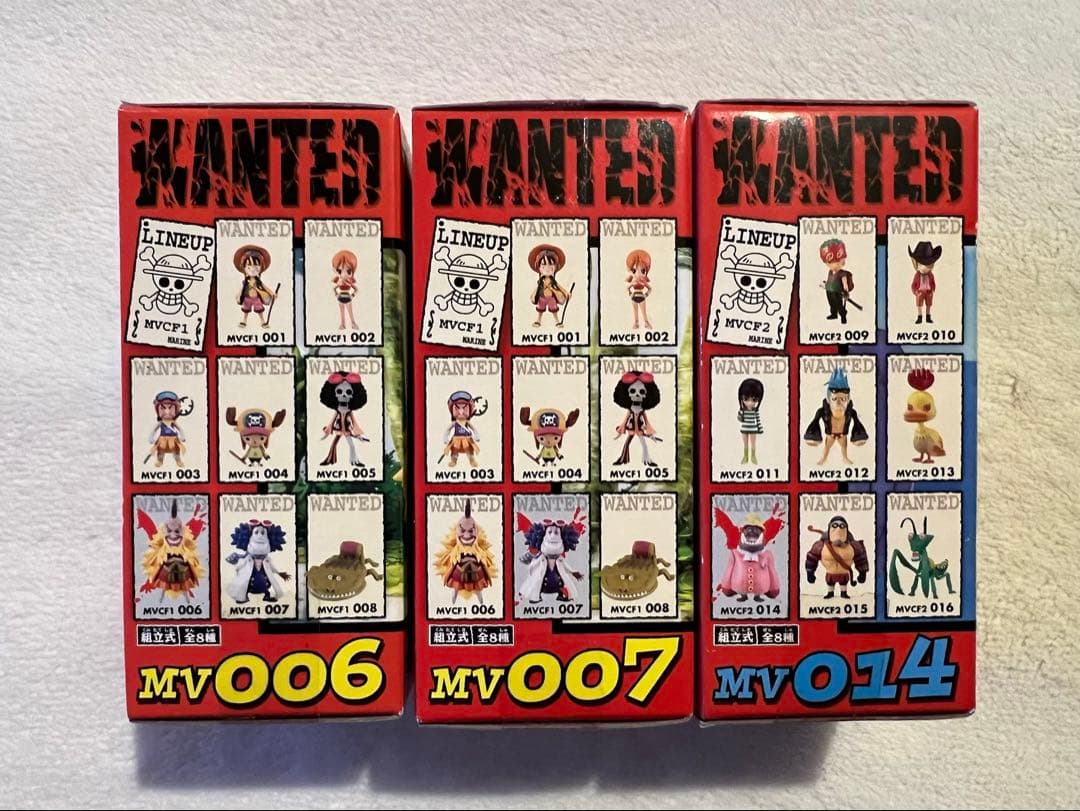 WANTED
LINEUP
MVCF1
MARINE
WANTED
MVCF1 001
WANTED
MVCF1 002
WANTED
MVCF1 003
WANTED
MVCF1 004
WANTED
MVCF1 005
WANTED
MVCF1 006
WANTED
MVCF1 007
WANTED
MVCF1 008
組立式 全8種
MV006
WANTED
LINEUP
MVCF1
MARINE
WANTED
MVCF1 001
WANTED
MVCF1 002
WANTED
MVCF1 003
WANTED
MVCF1 004
WANTED
MVCF1 005
WANTED
MVCF1 006
WANTED
MVCF1 007
WANTED
MVCF1 008
組立式 全8種
MV007
WANTED
LINEUP
MVCF2
MARINE
WANTED
MVCF2 009
WANTED
MVCF2 010
WANTED
MVCF2 011
WANTED
MVCF2 012
WANTED
MVCF2 013
WANTED
MVCF2 014
WANTED
MVCF2 015
WANTED
MVCF2 016
組立式 全8種
MV014